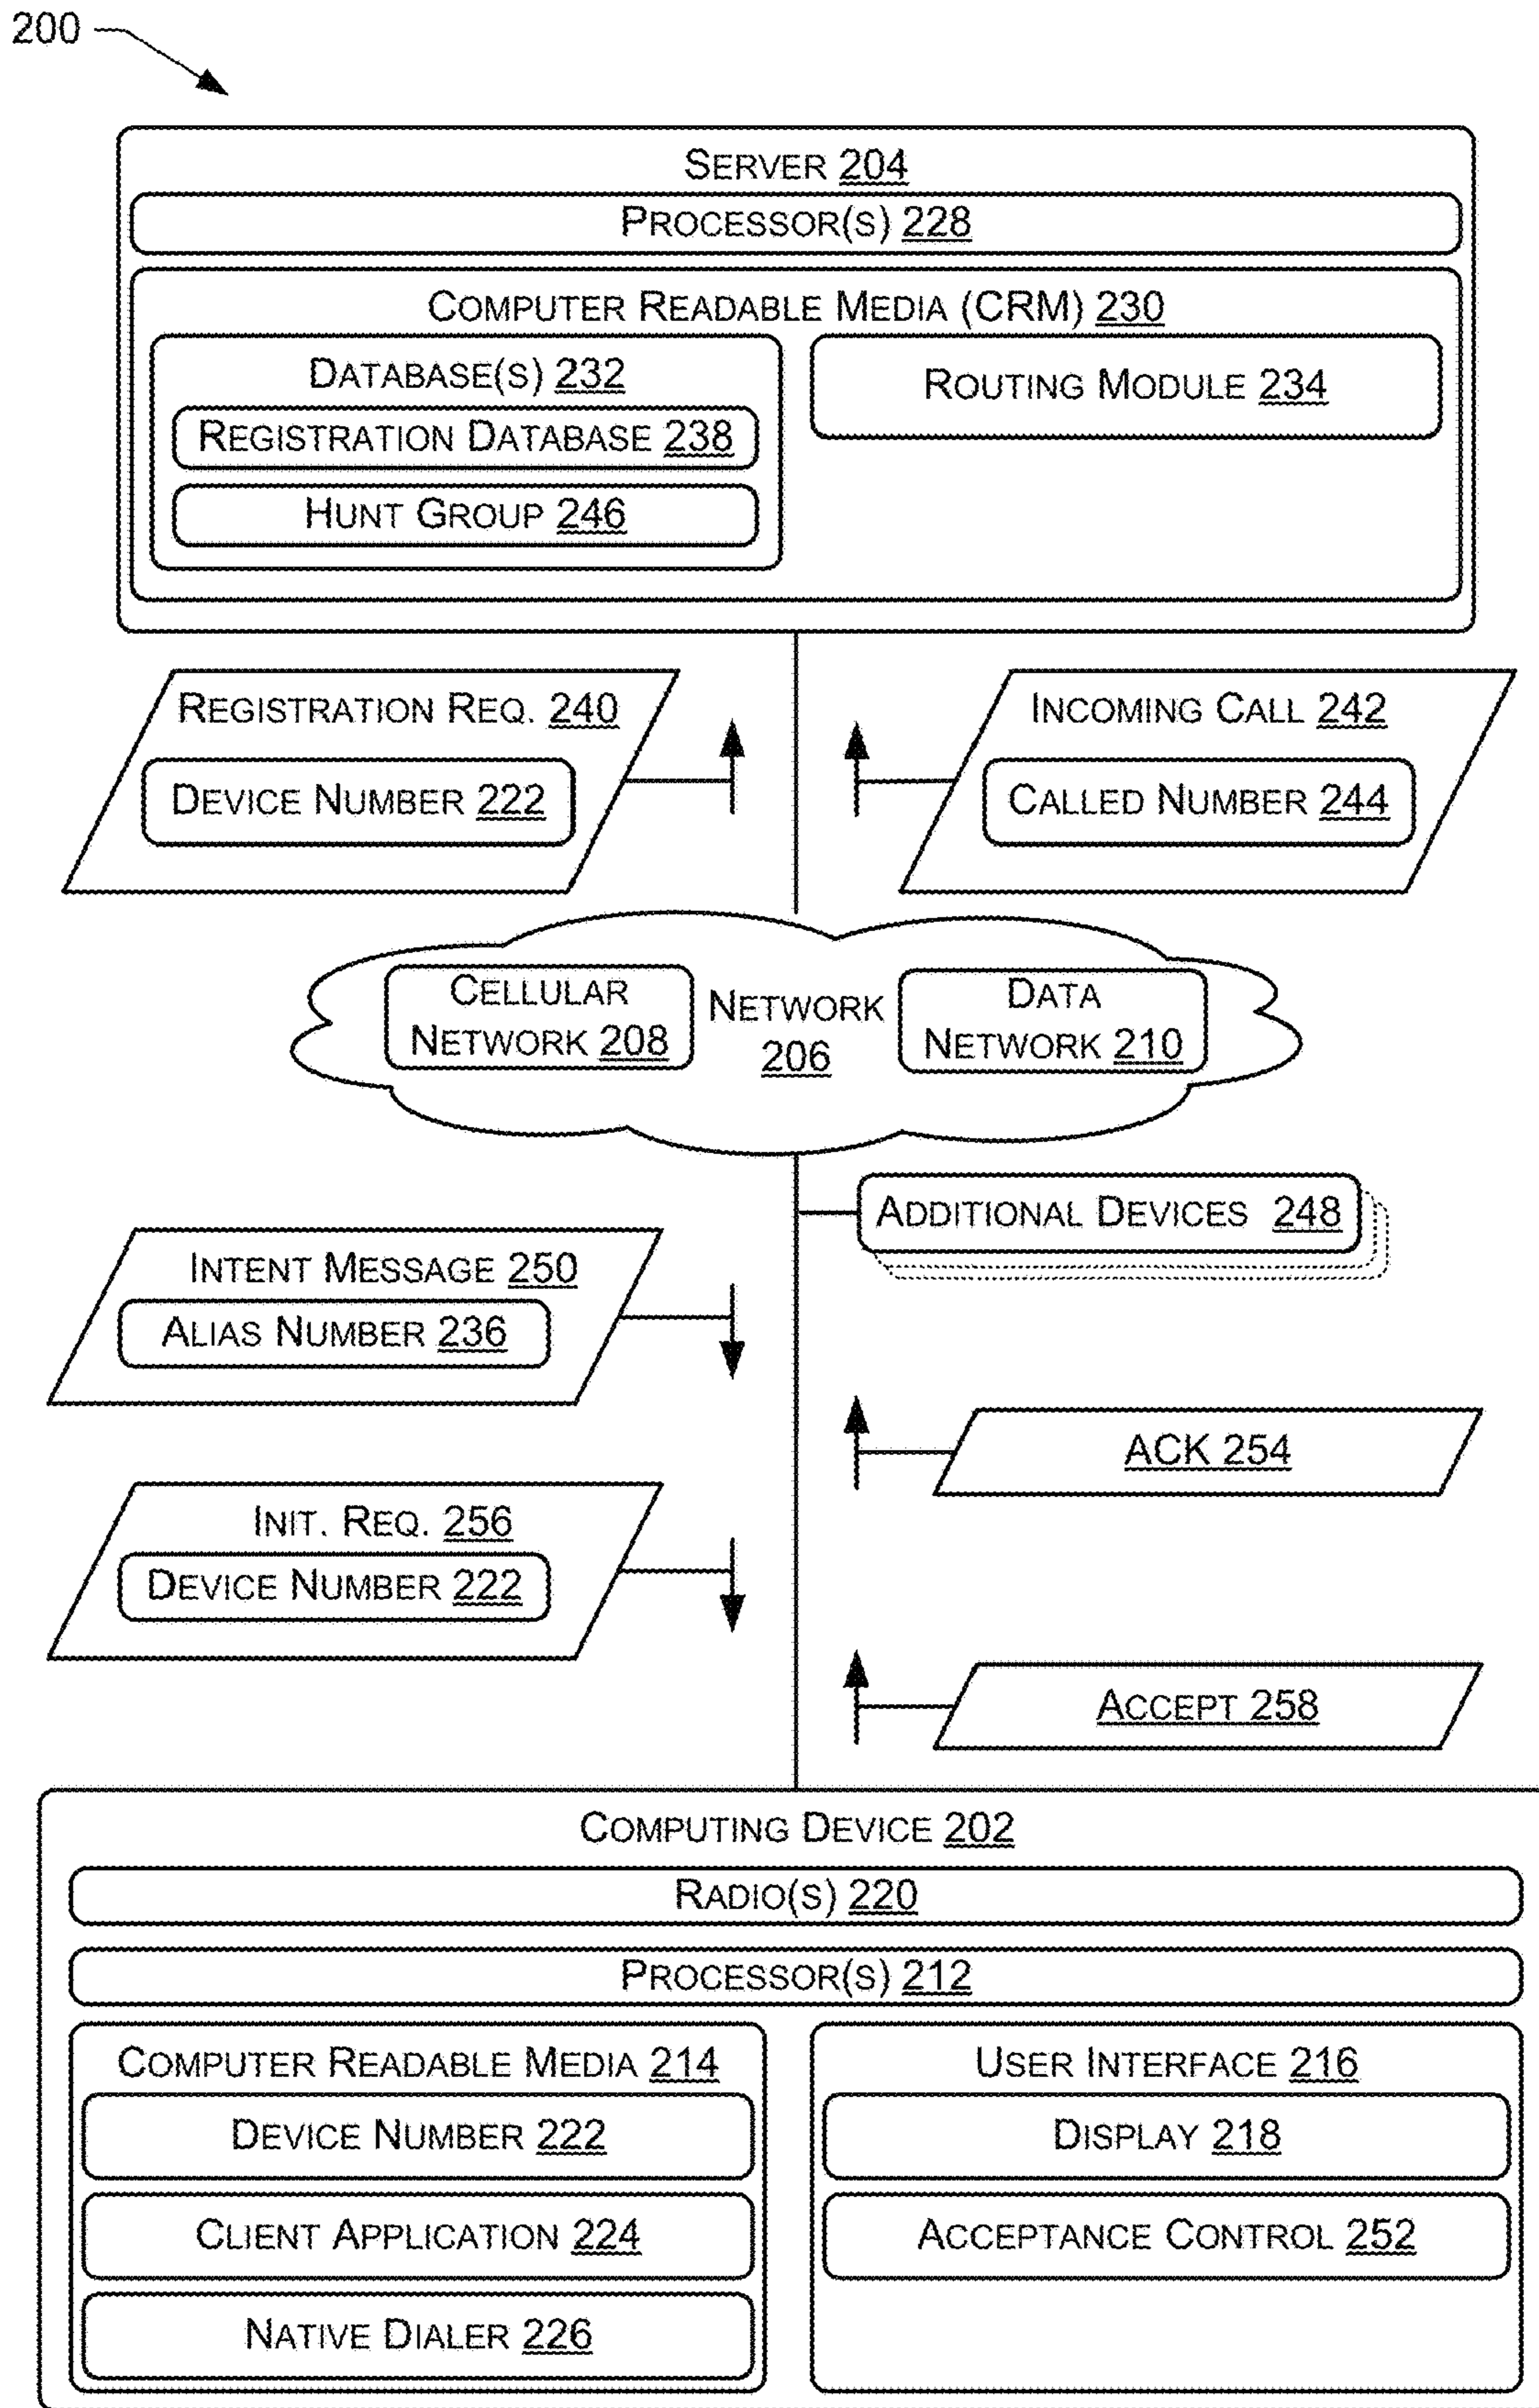 200
SERVER 204
PROCESSOR(S) 228
COMPUTER READABLE MEDIA (CRM) 230
DATABASE(S) 232
REGISTRATION DATABASE 238
HUNT GROUP 246
ROUTING MODULE 234
REGISTRATION REQ. 240
DEVICE NUMBER 222
INCOMING CALL 242
CALLED NUMBER 244
CELLULAR
NETWORK 208
NETWORK
206
DATA
NETWORK 210
ADDITIONAL DEVICES 248
INTENT MESSAGE 250
ALIAS NUMBER 236
ACK 254
INIT. REQ. 256
DEVICE NUMBER 222
ACCEPT 258
COMPUTING DEVICE 202
RADIO(S) 220
PROCESSOR(S) 212
COMPUTER READABLE MEDIA 214
DEVICE NUMBER 222
CLIENT APPLICATION 224
NATIVE DIALER 226
USER INTERFACE 216
DISPLAY 218
ACCEPTANCE CONTROL 252